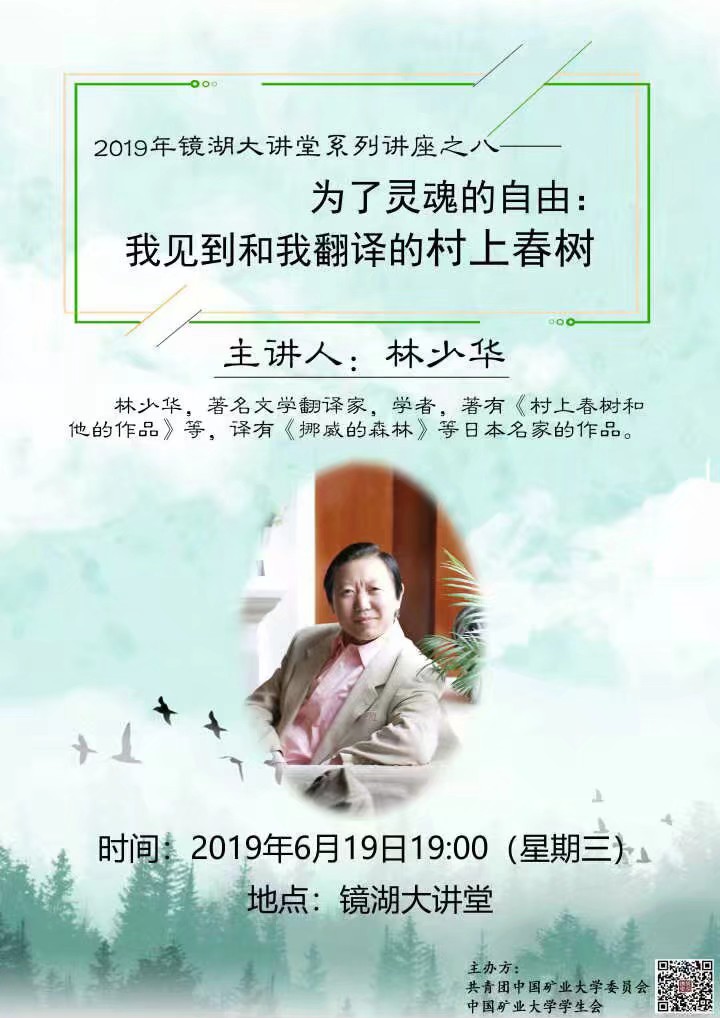 2019年镜湖大讲堂系列讲座之八——
为了灵魂的自由：
我见到和我翻译的村上春树
主讲人：林少华
林少华，著名文学翻译家，学者，著有《村上春树和
他的作品》等，译有《挪威的森林》等日本名家的作品。
时间：2019年6月19日19:00（星期三）
地点：镜湖大讲堂
主办方：
共青团中国矿业大学委员会
中国矿业大学学生会